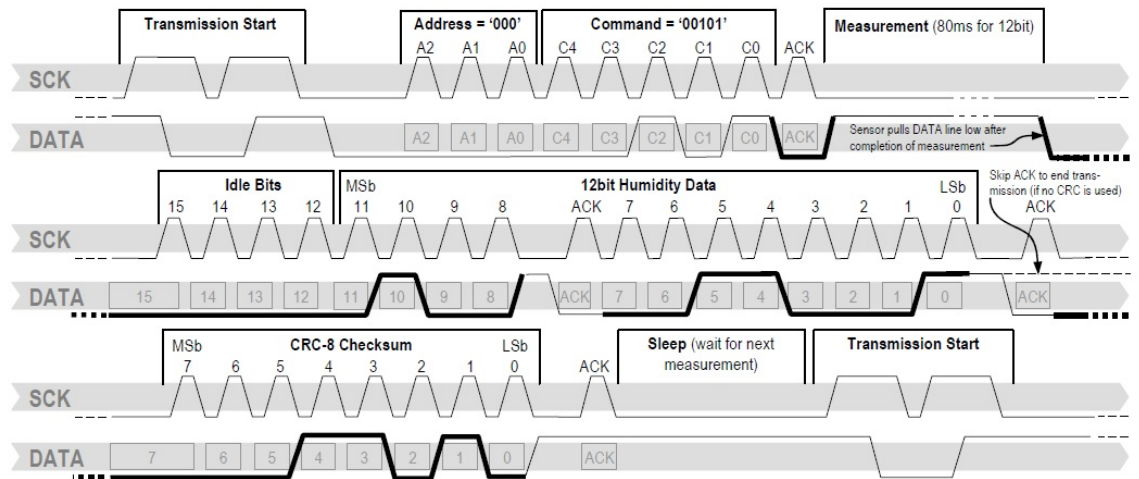 Transmission Start
Address = ‘000’
Command = ‘00101’
Measurement (80ms for 12bit)
A2 A1 A0 C4 C3 C2 C1 C0 ACK
SCK
DATA
A2 A1 A0 C4 C3 C2 C1 C0 ACK
Sensor pulls DATA line low after
completion of measurement
Skip ACK to end trans-
mission (if no CRC is used)
Idle Bits
MSb
12bit Humidity Data
LSb
15 14 13 12 11 10 9 8 ACK 7 6 5 4 3 2 1 0 ACK
SCK
DATA
15 14 13 12 11 10 9 8 ACK 7 6 5 4 3 2 1 0 ACK
MSb
CRC-8 Checksum
LSb
Sleep (wait for next
measurement)
Transmission Start
7 6 5 4 3 2 1 0 ACK
SCK
DATA
7 6 5 4 3 2 1 0 ACK